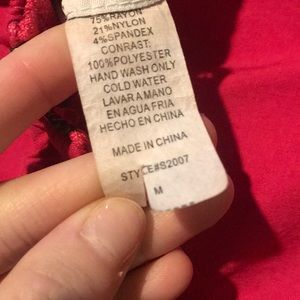 75%RAYON
21%NYLON
4%SPANDEX
CONRAST:
100%POLYESTER
HAND WASH ONLY
COLD WATER
LAVAR A MANO
EN AGUA FRIA
HECHO EN CHINA
MADE IN CHINA
STYLE#S2007
M